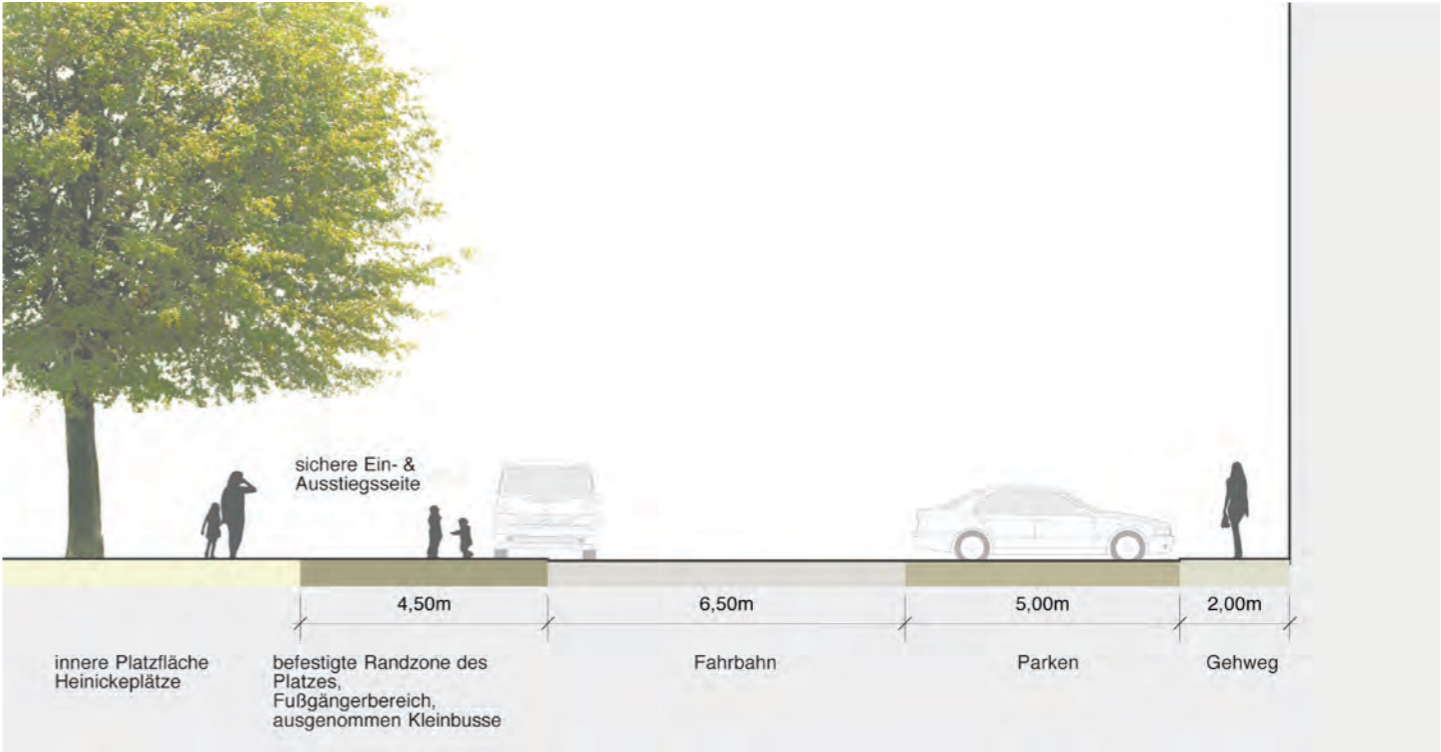 sichere Ein- &
Ausstiegsseite
4,50m
6,50m
5,00m
2,00m
innere Platzfläche
Heinickeplätze
befestigte Randzone des
Platzes,
Fußgängerbereich,
ausgenommen Kleinbusse
Fahrbahn
Parken
Gehweg